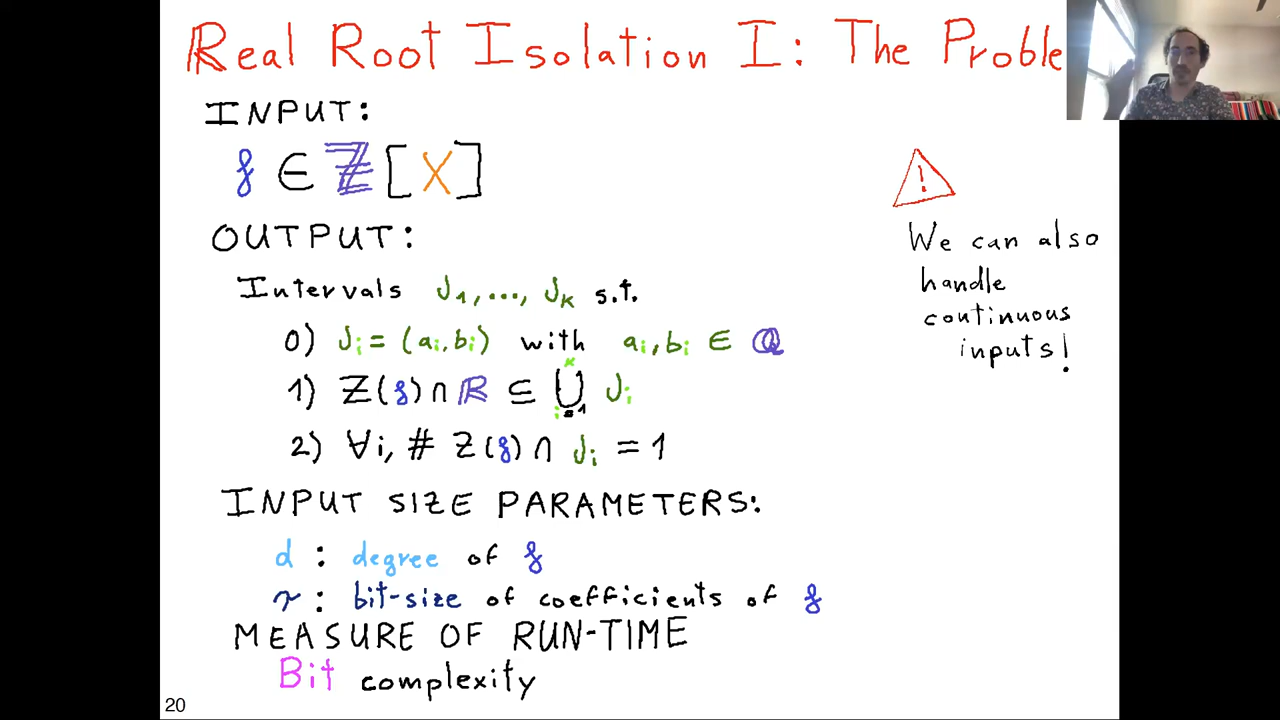 Real Root Isolation I: The Proble
INPUT:
f ∈ ℤ[X]
OUTPUT:
Intervals J₁,..., Jₖ s.t.
0) Jᵢ = (aᵢ, bᵢ) with aᵢ, bᵢ ∈ ℚ
1) Z(f) ∩ ℝ ⊆ ⋃ᵢ₌₁ᵏ Jᵢ
2) ∀i, # Z(f) ∩ Jᵢ = 1
INPUT SIZE PARAMETERS:
d : degree of f
τ : bit-size of coefficients of f
MEASURE OF RUN-TIME
Bit complexity
20
!
We can also
handle
continuous
inputs!